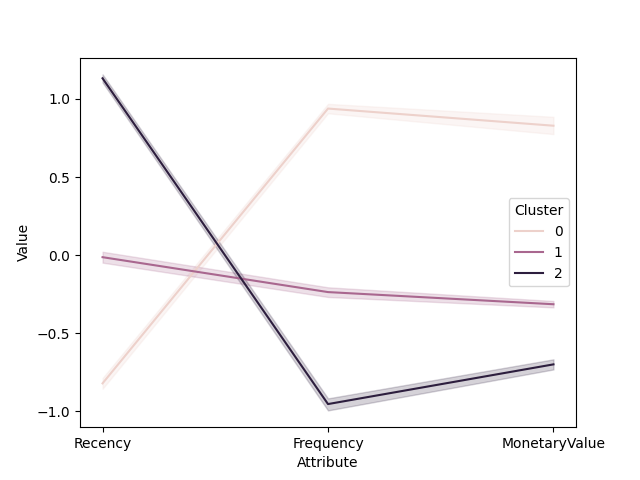 1.0
0.5
0.0
−0.5
−1.0
Value
Cluster
0
1
2
Recency
Frequency
MonetaryValue
Attribute